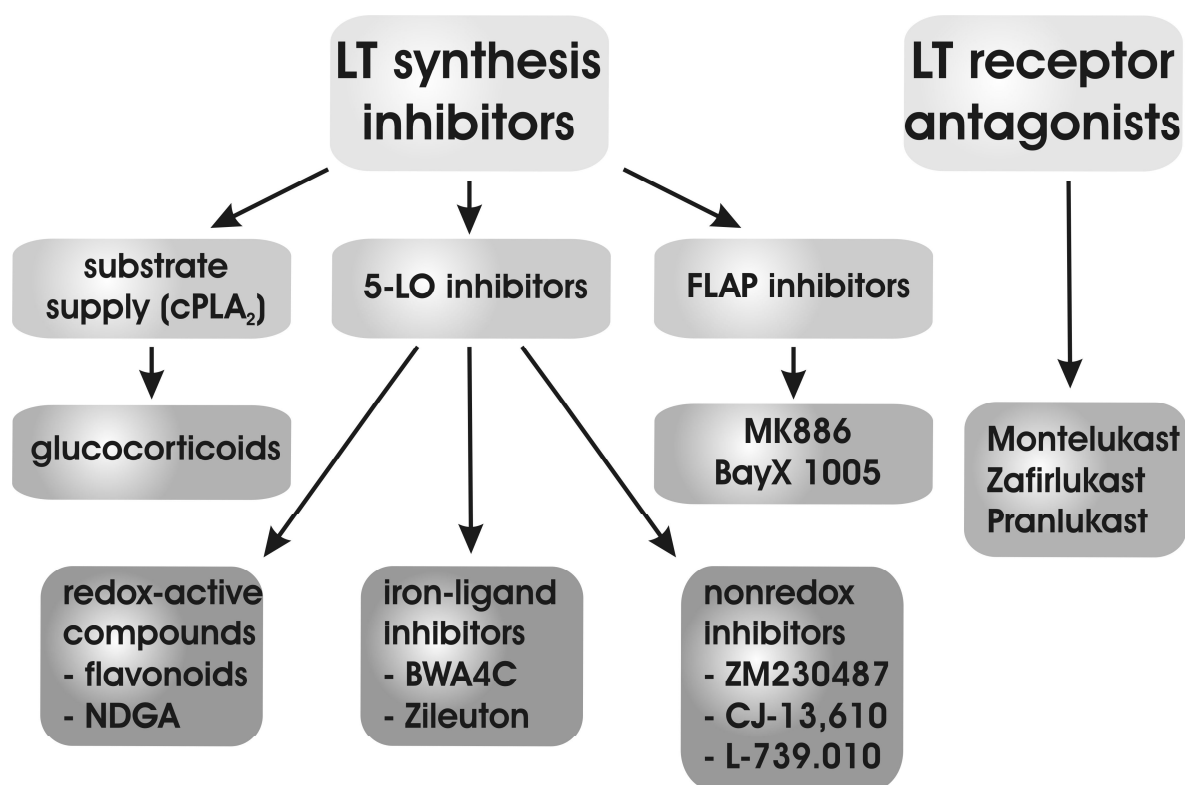 LT synthesis
inhibitors
LT receptor
antagonists
substrate
supply (cPLA₂)
5-LO inhibitors
FLAP inhibitors
glucocorticoids
MK886
BayX 1005
Montelukast
Zafirlukast
Pranlukast
redox-active
compounds
- flavonoids
- NDGA
iron-ligand
inhibitors
- BWA4C
- Zileuton
nonredox
inhibitors
- ZM230487
- CJ-13,610
- L-739.010